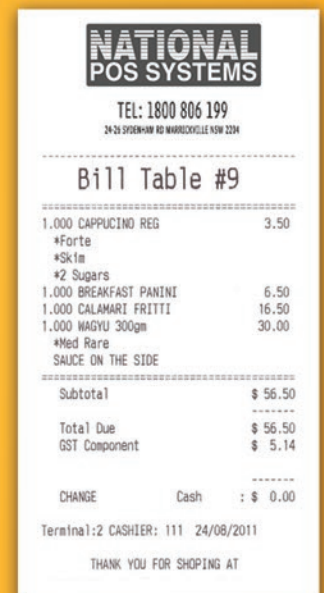 NATIONAL
POS SYSTEMS
TEL: 1800 806 199
24-26 SYDENHAM RD MARRICKVILLE NSW 2204
Bill Table #9
1.000 CAPPUCINO REG 3.50
*Forte
*Skim
*2 Sugars
1.000 BREAKFAST PANINI 6.50
1.000 CALAMARI FRITTI 16.50
1.000 WAGYU 300gm 30.00
*Med Rare
SAUCE ON THE SIDE
Subtotal $ 56.50
Total Due $ 56.50
GST Component $ 5.14
CHANGE Cash : $ 0.00
Terminal:2 CASHIER: 111 24/08/2011
THANK YOU FOR SHOPING AT